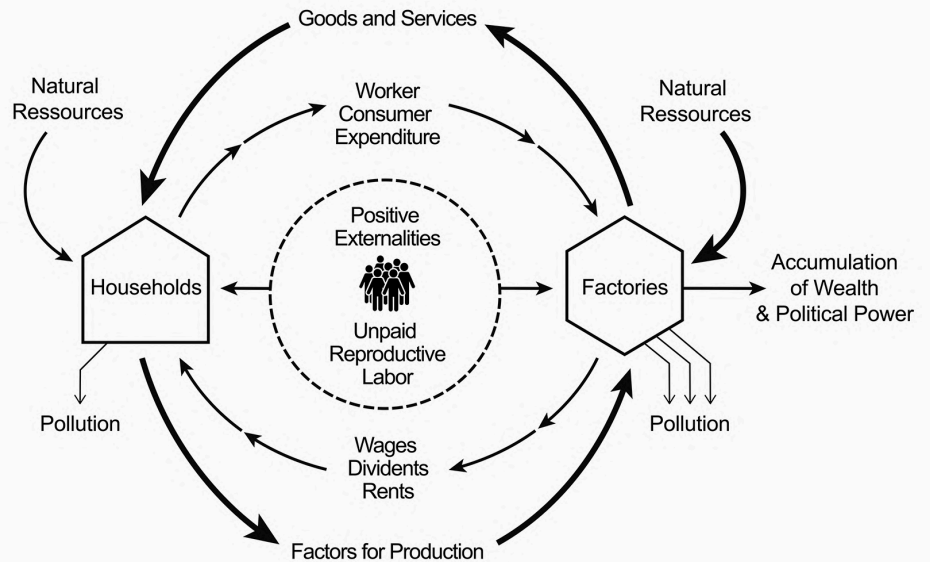 Goods and Services
Natural
Ressources
Worker
Consumer
Expenditure
Natural
Ressources
Positive
Externalities
Households
Factories
Accumulation
of Wealth
& Political Power
Unpaid
Reproductive
Labor
Pollution
Pollution
Wages
Dividents
Rents
Factors for Production